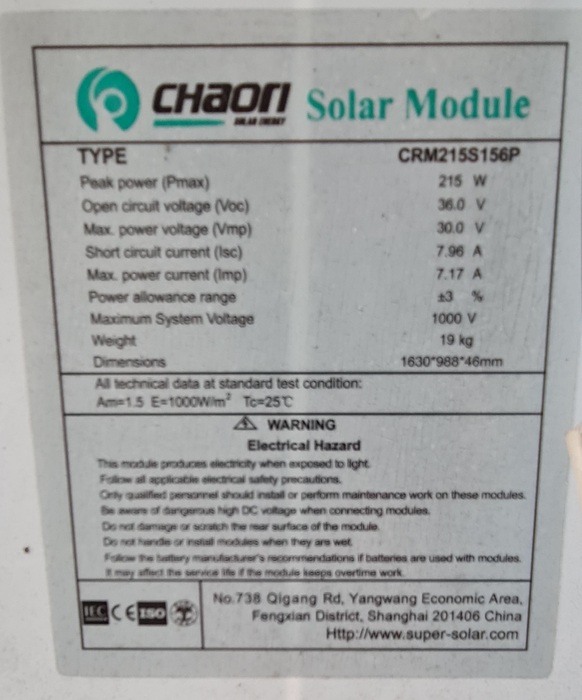 CHAORI Solar Module
SOLAR ENERGY
TYPE CRM215S156P
Peak power (Pmax) 215 W
Open circuit voltage (Voc) 36.0 V
Max. power voltage (Vmp) 30.0 V
Short circuit current (Isc) 7.96 A
Max. power current (Imp) 7.17 A
Power allowance range ±3 %
Maximum System Voltage 1000 V
Weight 19 kg
Dimensions 1630*988*46mm
All technical data at standard test condition:
Am=1.5 E=1000W/m² Tc=25℃
WARNING
Electrical Hazard
This module produces electricity when exposed to light.
Follow all applicable electrical safety precautions.
Only qualified personnel should install or perform maintenance work on these modules.
Be aware of dangerous high DC voltage when connecting modules.
Do not damage or scratch the rear surface of the module.
Do not handle or install modules when they are wet.
Follow the battery manufacturer's recommendations if batteries are used with modules.
It may affect the service life if the module keeps overtime work.
IEC CE ISO
No.738 Qigang Rd, Yangwang Economic Area,
Fengxian District, Shanghai 201406 China
Http://www.super-solar.com